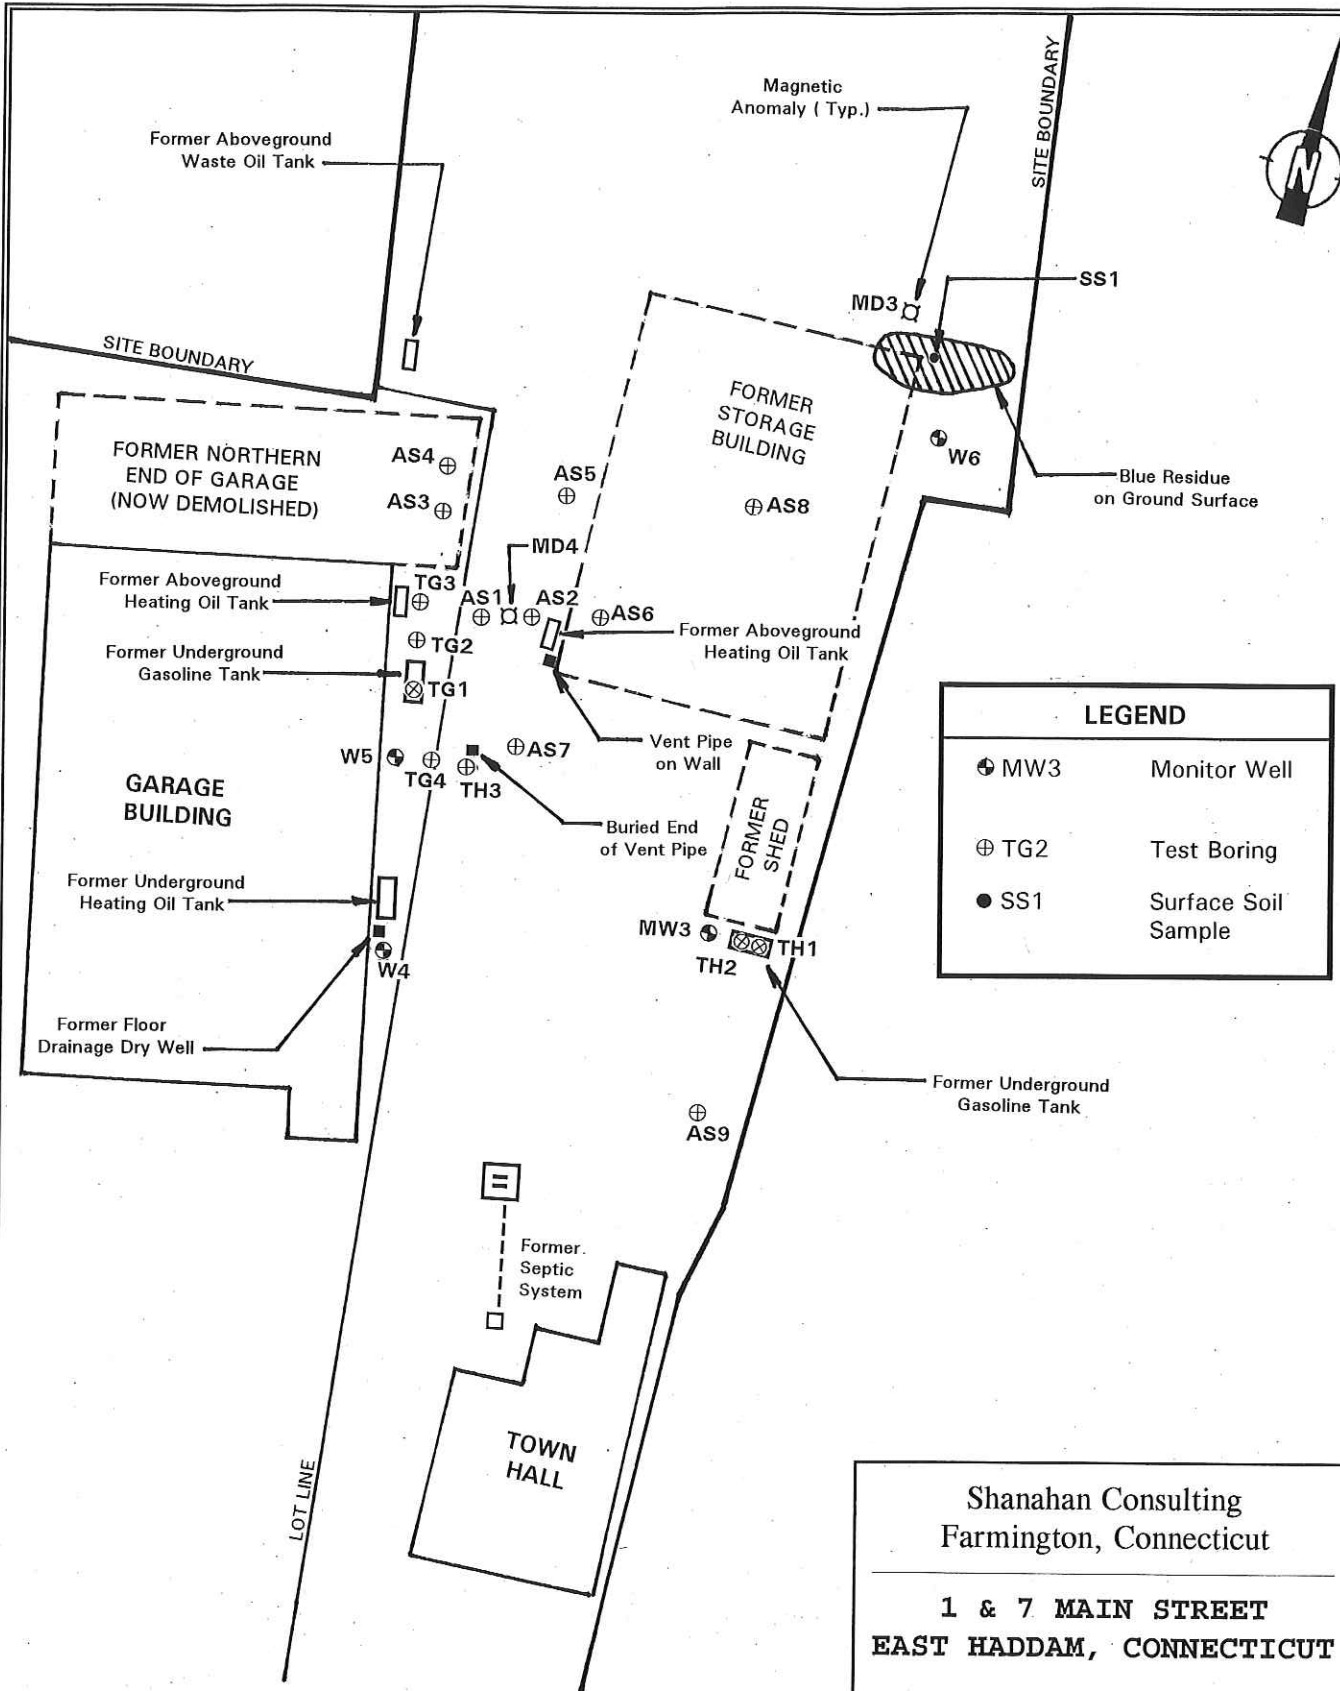 Magnetic
Anomaly ( Typ.)
SITE BOUNDARY
Former Aboveground
Waste Oil Tank
N
SS1
MD3
SITE BOUNDARY
FORMER
STORAGE
BUILDING
FORMER NORTHERN
END OF GARAGE
(NOW DEMOLISHED)
AS4
AS3
AS5
AS8
W6
Blue Residue
on Ground Surface
MD4
Former Aboveground
Heating Oil Tank
TG3
AS1
AS2
AS6
Former Aboveground
Heating Oil Tank
TG2
Former Underground
Gasoline Tank
TG1
LEGEND
MW3 Monitor Well
TG2 Test Boring
SS1 Surface Soil
Sample
Vent Pipe
on Wall
AS7
W5
TG4
TH3
GARAGE
BUILDING
Buried End
of Vent Pipe
FORMER
SHED
Former Underground
Heating Oil Tank
MW3
TH2
TH1
W4
Former Floor
Drainage Dry Well
Former Underground
Gasoline Tank
AS9
Former
Septic
System
TOWN
HALL
LOT LINE
Shanahan Consulting
Farmington, Connecticut
1 & 7 MAIN STREET
EAST HADDAM, CONNECTICUT